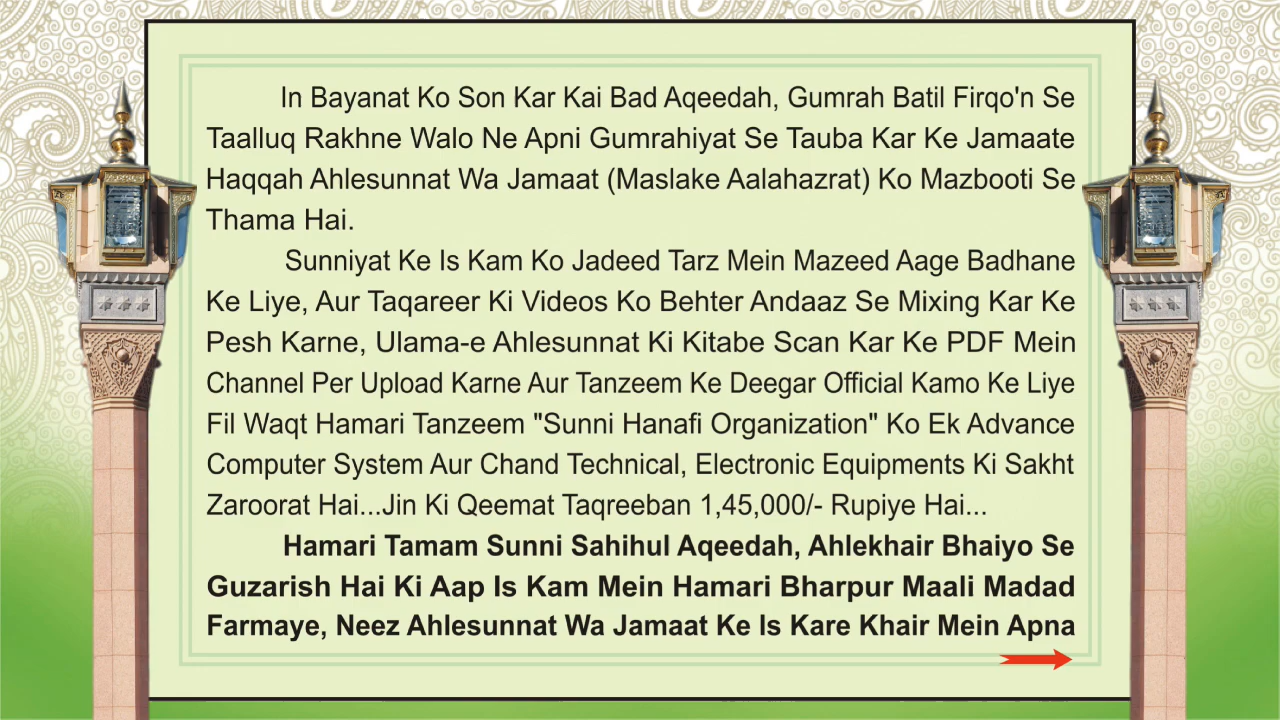 In Bayanat Ko Son Kar Kai Bad Aqeedah, Gumrah Batil Firqo'n Se
Taalluq Rakhne Walo Ne Apni Gumrahiyat Se Tauba Kar Ke Jamaate
Haqqah Ahlesunnat Wa Jamaat (Maslake Aalahazrat) Ko Mazbooti Se
Thama Hai.
Sunniyat Ke Is Kam Ko Jadeed Tarz Mein Mazeed Aage Badhane
Ke Liye, Aur Taqareer Ki Videos Ko Behter Andaaz Se Mixing Kar Ke
Pesh Karne, Ulama-e Ahlesunnat Ki Kitabe Scan Kar Ke PDF Mein
Channel Per Upload Karne Aur Tanzeem Ke Deegar Official Kamo Ke Liye
Fil Waqt Hamari Tanzeem "Sunni Hanafi Organization" Ko Ek Advance
Computer System Aur Chand Technical, Electronic Equipments Ki Sakht
Zaroorat Hai...Jin Ki Qeemat Taqreeban 1,45,000/- Rupiye Hai...
Hamari Tamam Sunni Sahihul Aqeedah, Ahlekhair Bhaiyo Se
Guzarish Hai Ki Aap Is Kam Mein Hamari Bharpur Maali Madad
Farmaye, Neez Ahlesunnat Wa Jamaat Ke Is Kare Khair Mein Apna